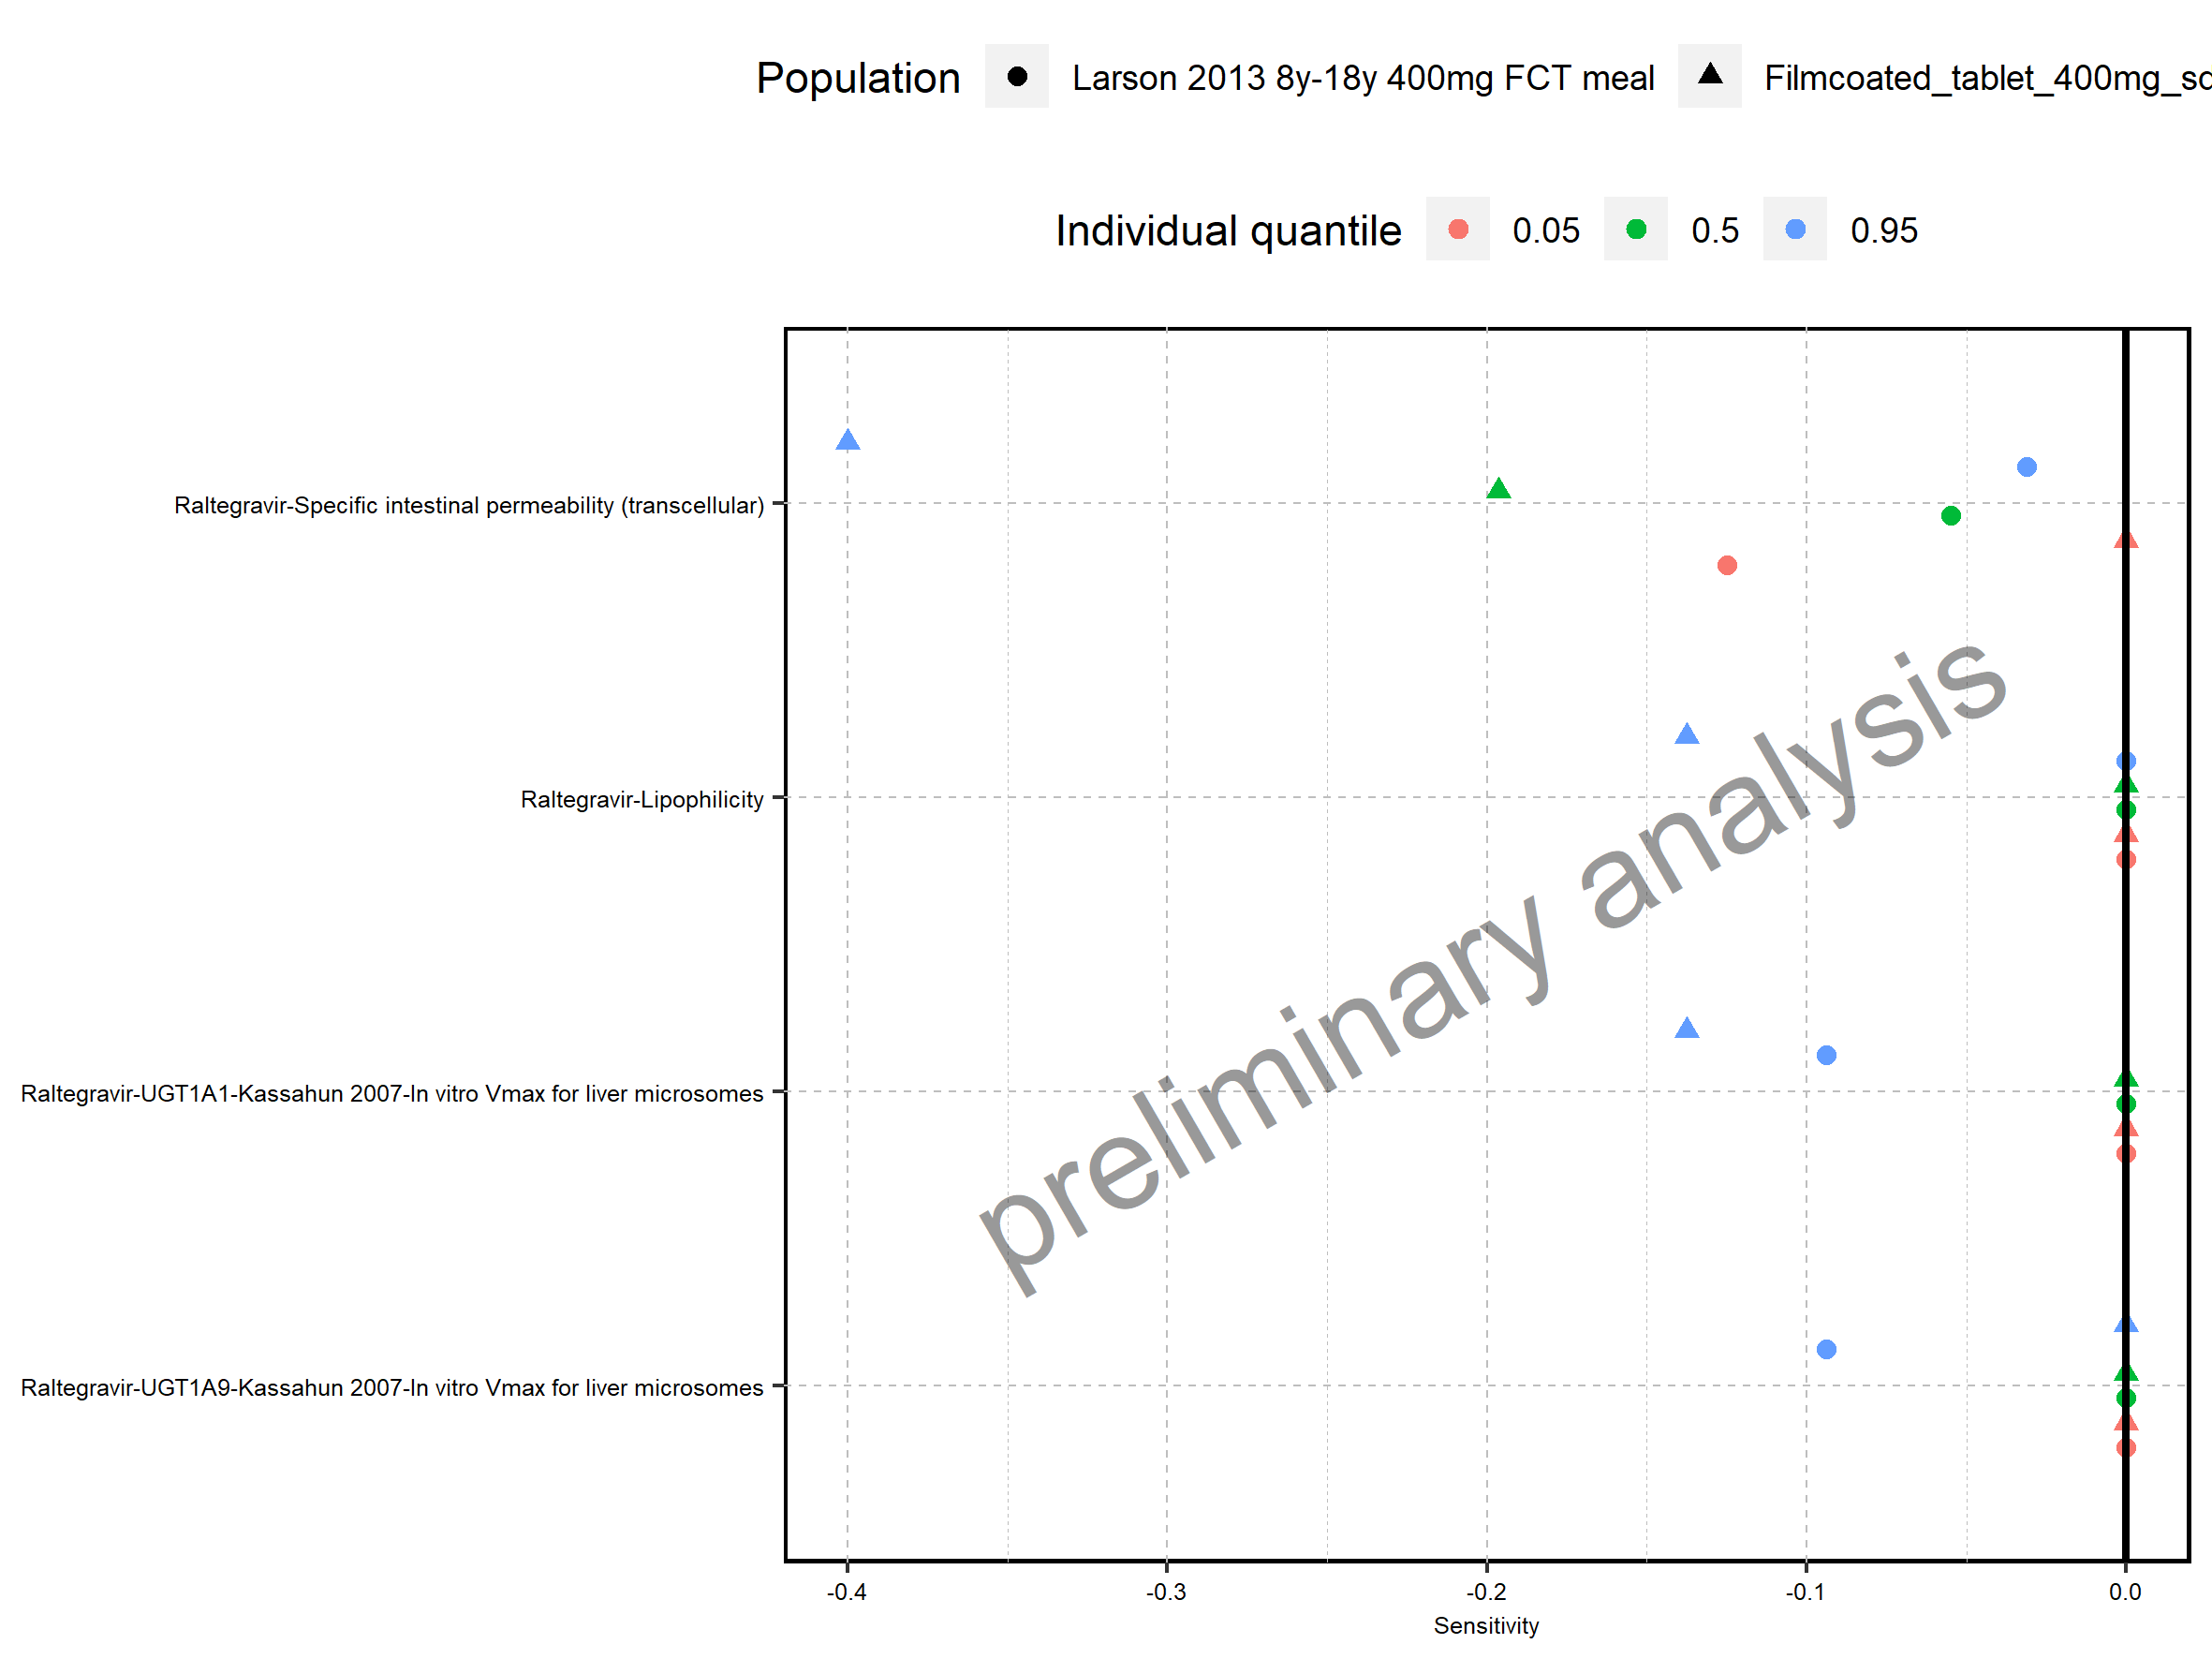 Population Larson 2013 8y-18y 400mg FCT meal Filmcoated_tablet_400mg_sd
Individual quantile 0.05 0.5 0.95
Raltegravir-Specific intestinal permeability (transcellular)
Raltegravir-Lipophilicity
preliminary analysis
Raltegravir-UGT1A1-Kassahun 2007-In vitro Vmax for liver microsomes
Raltegravir-UGT1A9-Kassahun 2007-In vitro Vmax for liver microsomes
-0.4 -0.3 -0.2 -0.1 0.0
Sensitivity